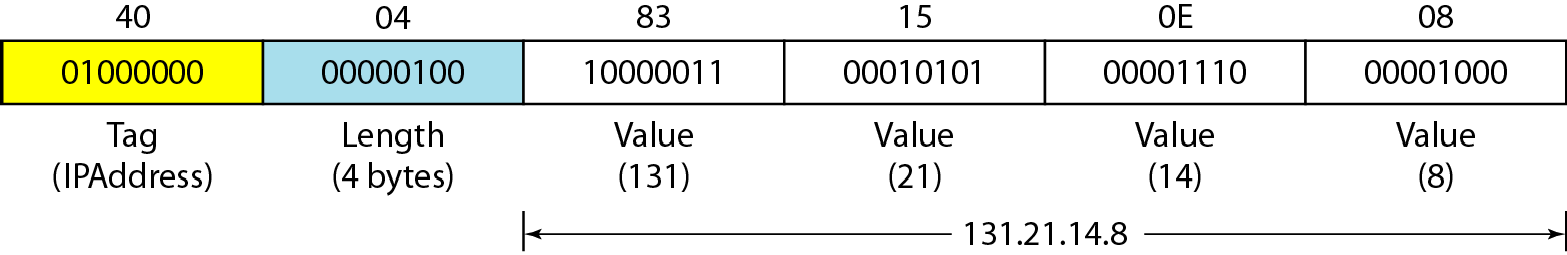 40 04 83 15 0E 08
01000000 00000100 10000011 00010101 00001110 00001000
Tag Length Value Value Value Value
(IPAddress) (4 bytes) (131) (21) (14) (8)
131.21.14.8